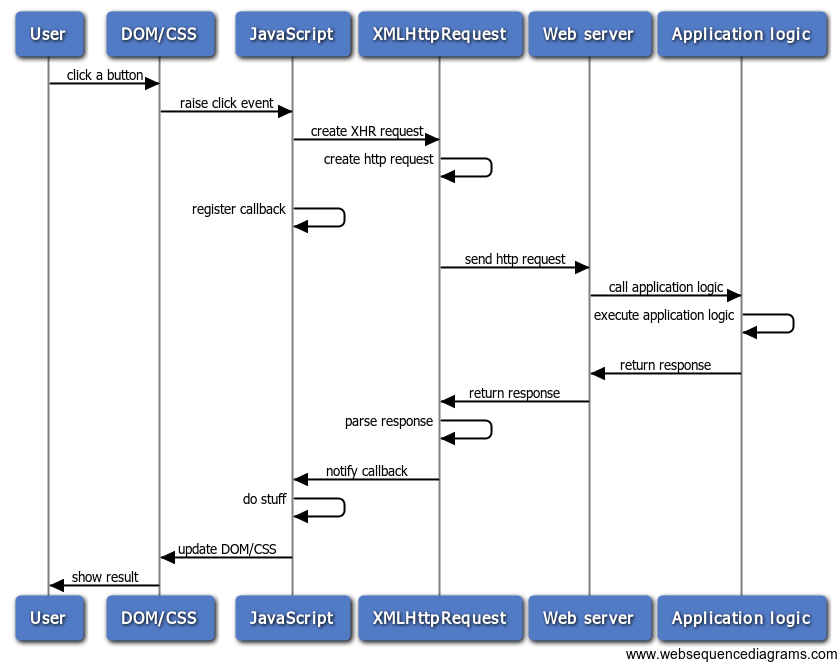 User DOM/CSS JavaScript XMLHttpRequest Web server Application logic
click a button
raise click event
create XHR request
create http request
register callback
send http request
call application logic
execute application logic
return response
return response
parse response
notify callback
do stuff
update DOM/CSS
show result
User DOM/CSS JavaScript XMLHttpRequest Web server Application logic
www.websequencediagrams.com